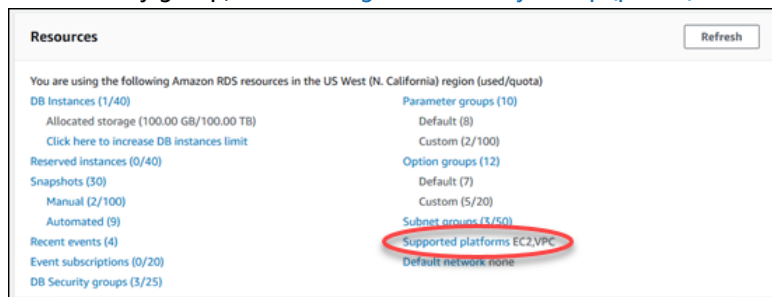 Resources
Refresh
You are using the following Amazon RDS resources in the US West (N. California) region (used/quota)
DB Instances (1/40)
Allocated storage (100.00 GB/100.00 TB)
Click here to increase DB instances limit
Reserved instances (0/40)
Snapshots (30)
Manual (2/100)
Automated (9)
Recent events (4)
Event subscriptions (0/20)
DB Security groups (3/25)
Parameter groups (10)
Default (8)
Custom (2/100)
Option groups (12)
Default (7)
Custom (5/20)
Subnet groups (3/50)
Supported platforms EC2,VPC
Default network none